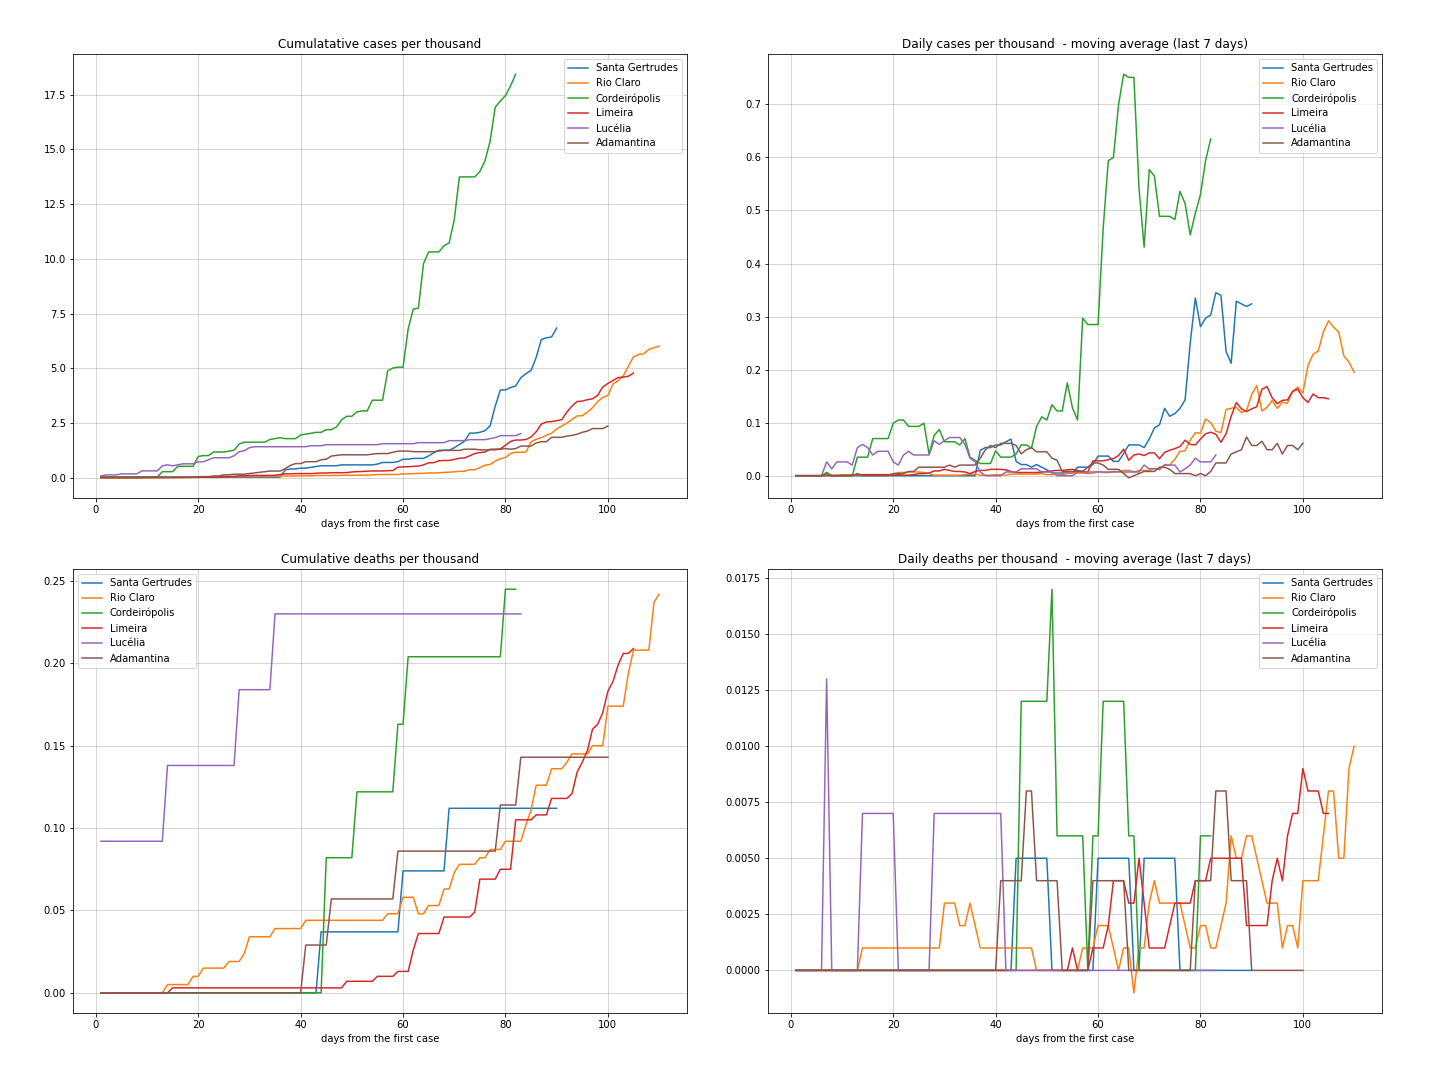 Cumulatative cases per thousand
17.5
15.0
12.5
10.0
7.5
5.0
2.5
0.0
0 20 40 60 80 100
days from the first case
Santa Gertrudes
Rio Claro
Cordeirópolis
Limeira
Lucélia
Adamantina
Daily cases per thousand - moving average (last 7 days)
0.7
0.6
0.5
0.4
0.3
0.2
0.1
0.0
0 20 40 60 80 100
days from the first case
Santa Gertrudes
Rio Claro
Cordeirópolis
Limeira
Lucélia
Adamantina
Cumulative deaths per thousand
0.25
0.20
0.15
0.10
0.05
0.00
0 20 40 60 80 100
days from the first case
Santa Gertrudes
Rio Claro
Cordeirópolis
Limeira
Lucélia
Adamantina
Daily deaths per thousand - moving average (last 7 days)
0.0175
0.0150
0.0125
0.0100
0.0075
0.0050
0.0025
0.0000
0 20 40 60 80 100
days from the first case
Santa Gertrudes
Rio Claro
Cordeirópolis
Limeira
Lucélia
Adamantina